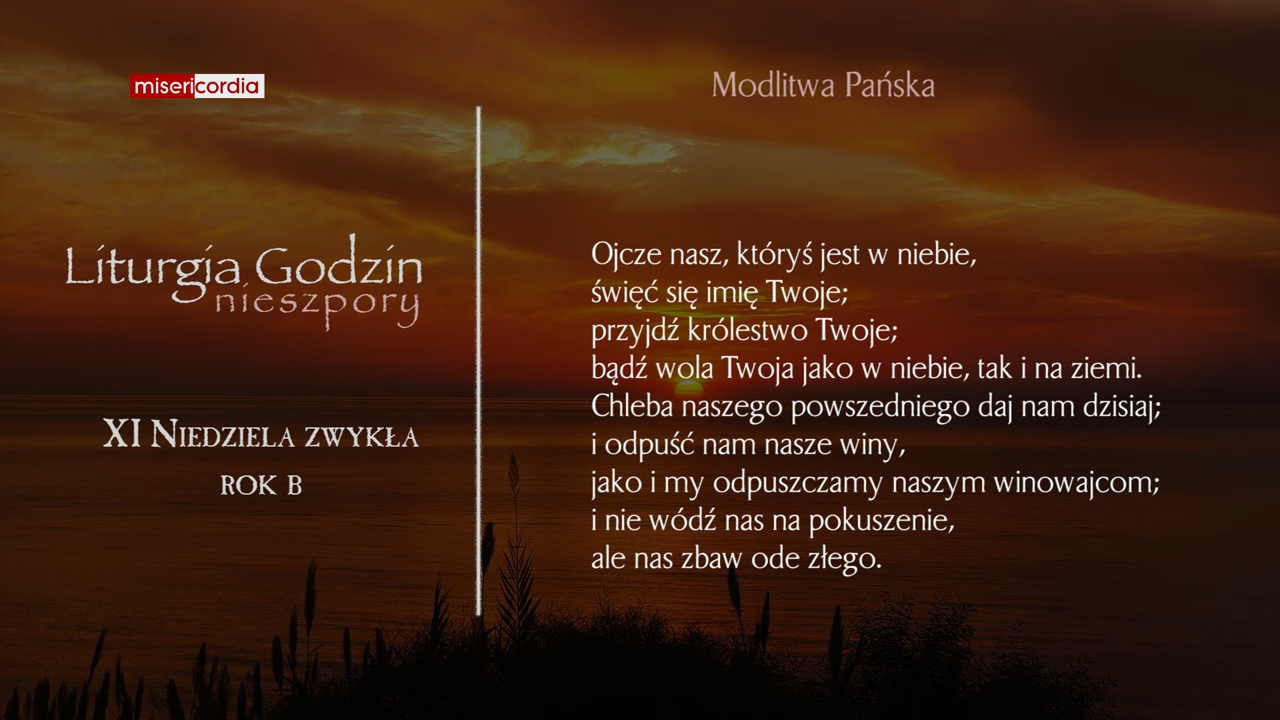 misericordia
Liturgia Godzin
nieszpory
XI Niedziela zwykła
rok B
Modlitwa Pańska
Ojcze nasz, któryś jest w niebie,
święć się imię Twoje;
przyjdź królestwo Twoje;
bądź wola Twoja jako w niebie, tak i na ziemi.
Chleba naszego powszedniego daj nam dzisiaj;
i odpuść nam nasze winy,
jako i my odpuszczamy naszym winowajcom;
i nie wódź nas na pokuszenie,
ale nas zbaw ode złego.